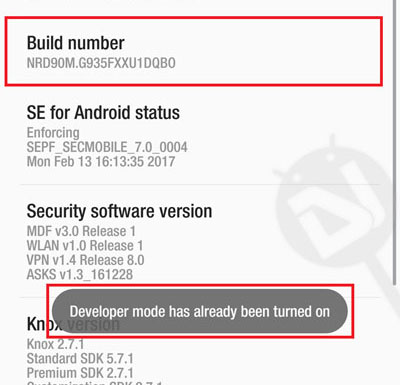 Build number
NRD90M.G935FXXU1DQBO
SE for Android status
Enforcing
SEPF_SECMOBILE_7.0_0004
Mon Feb 13 16:13:35 2017
Security software version
MDF v3.0 Release 1
WLAN v1.0 Release 1
VPN v1.4 Release 8.0
ASKS v1.3_161228
Developer mode has already been turned on
Knox version
Knox 2.7.1
Standard SDK 5.7.1
Premium SDK 2.7.1